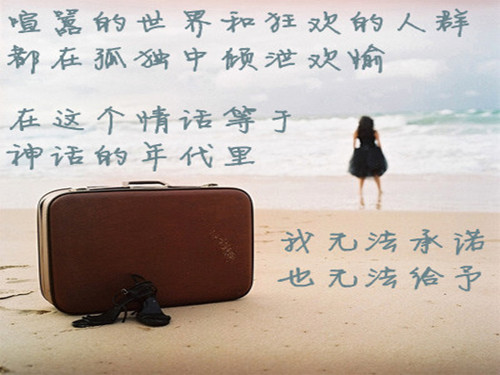 喧嚣的世界和狂欢的人群
都在孤独中倾泄欢愉
在这个情话等于
神话的年代里
我无法承诺
也无法给予